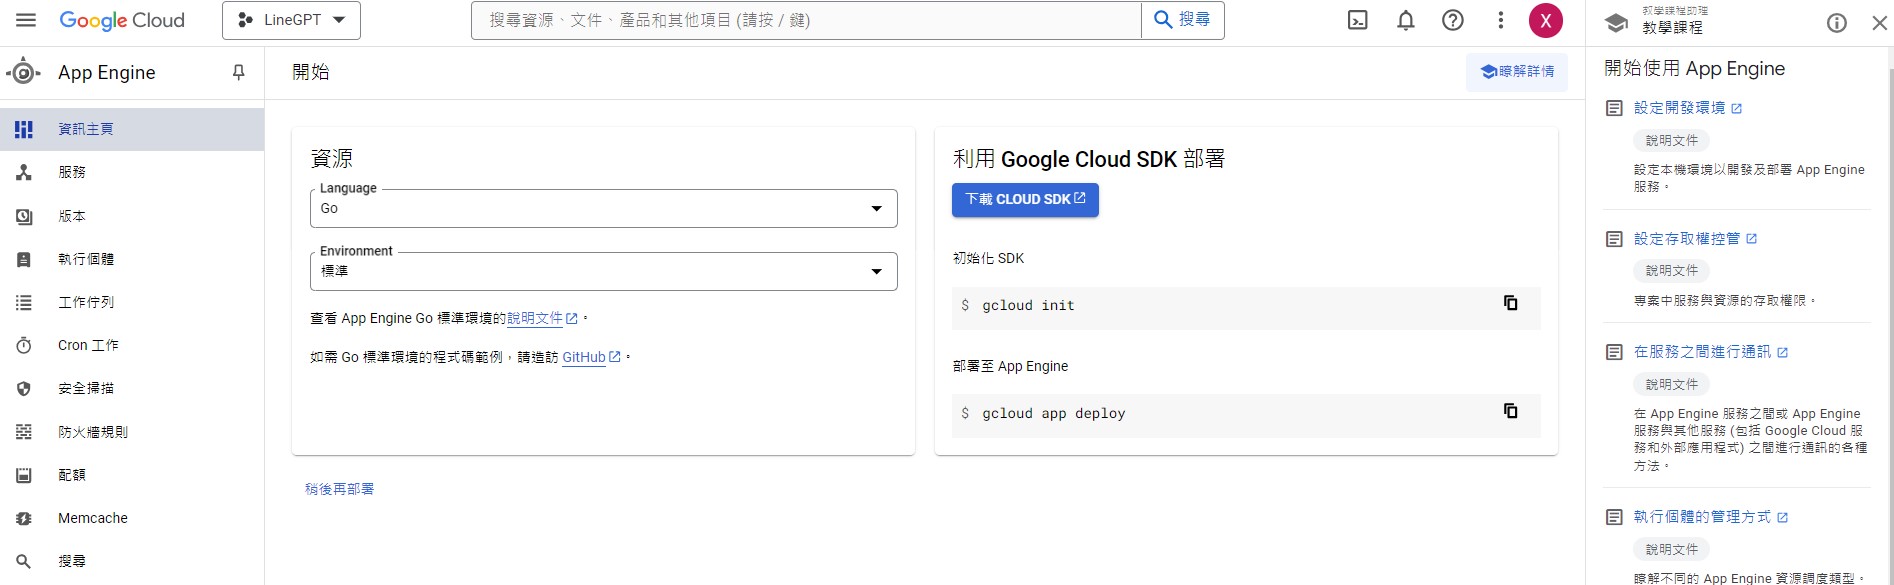 Google Cloud
LineGPT
搜尋資源、文件、產品和其他項目 (請按 / 鍵)
搜尋
X
教學課程助理
教學課程
App Engine
資訊主頁
服務
版本
執行個體
工作佇列
Cron 工作
安全掃描
防火牆規則
配額
Memcache
搜尋
開始
瞭解詳情
資源
Language
Go
Environment
標準
查看 App Engine Go 標準環境的說明文件。
如需 Go 標準環境的程式碼範例，請造訪 GitHub。
稍後再部署
利用 Google Cloud SDK 部署
下載 CLOUD SDK
初始化 SDK
$ gcloud init
部署至 App Engine
$ gcloud app deploy
開始使用 App Engine
設定開發環境
說明文件
設定本機環境以開發及部署 App Engine
服務。
設定存取權控管
說明文件
專案中服務與資源的存取權限。
在服務之間進行通訊
說明文件
在 App Engine 服務之間或 App Engine
服務與其他服務 (包括 Google Cloud 服
務和外部應用程式) 之間進行通訊的各種
方法。
執行個體的管理方式
說明文件
瞭解不同的 App Engine 資源調度類型。